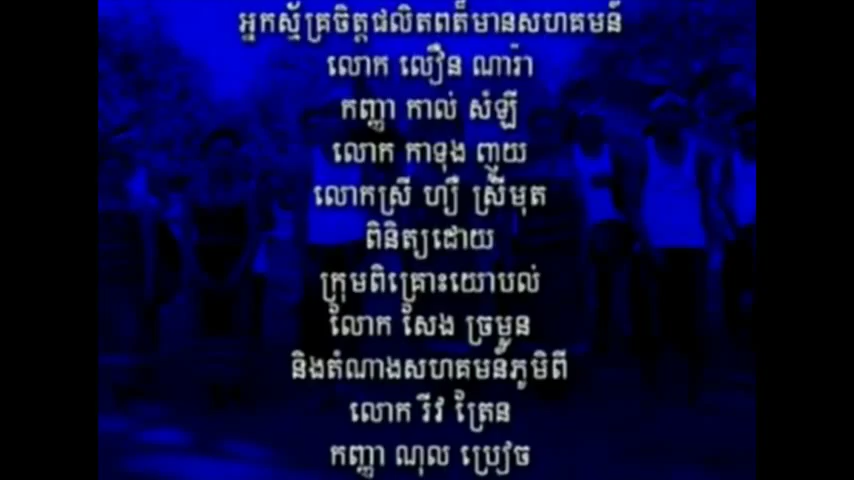 អ្នកស្ម័គ្រចិត្តផលិតពត៌មានសហគមន៍
លោក លឿន ណារ៉ា
កញ្ញា កាល់ សំឡី
លោក កាទុង ញូយ
លោកស្រី ហ្យឺ ស្រីមុត
ពិនិត្យដោយ
ក្រុមពិគ្រោះយោបល់
លោក សែង ច្រម្លូន
និងតំណាងសហគមន៍ភូមិពី
លោក រីវ ត្រែន
កញ្ញា ណុល ប្រៀច